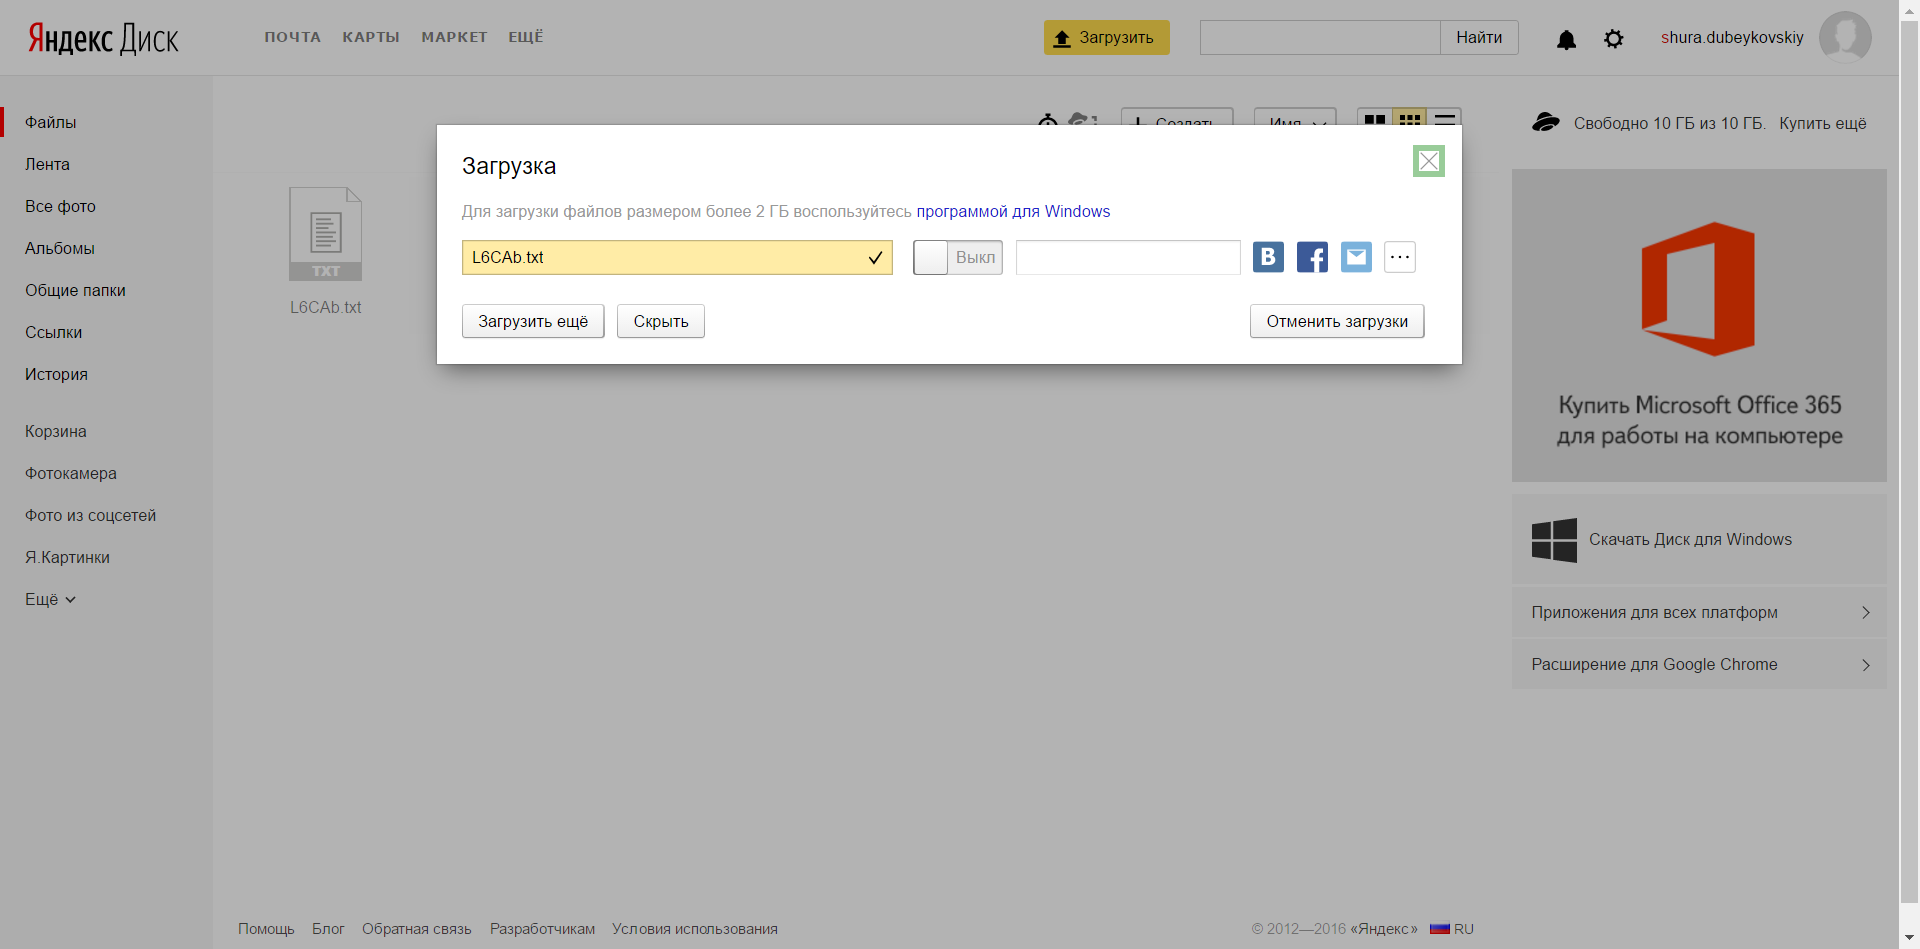 Яндекс Диск ПОЧТА КАРТЫ МАРКЕТ ЕЩЁ Загрузить Найти shura.dubeykovskiy
Файлы
Лента
Все фото
Альбомы
Общие папки
Ссылки
История
Корзина
Фотокамера
Фото из соцсетей
Я.Картинки
Ещё
Создать Имя
TXT
L6CAb.txt
Загрузка
Для загрузки файлов размером более 2 ГБ воспользуйтесь программой для Windows
L6CAb.txt Выкл В f ...
Загрузить ещё Скрыть Отменить загрузки
Свободно 10 ГБ из 10 ГБ. Купить ещё
Купить Microsoft Office 365
для работы на компьютере
Скачать Диск для Windows
Приложения для всех платформ
Расширение для Google Chrome
Помощь Блог Обратная связь Разработчикам Условия использования © 2012—2016 «Яндекс» RU